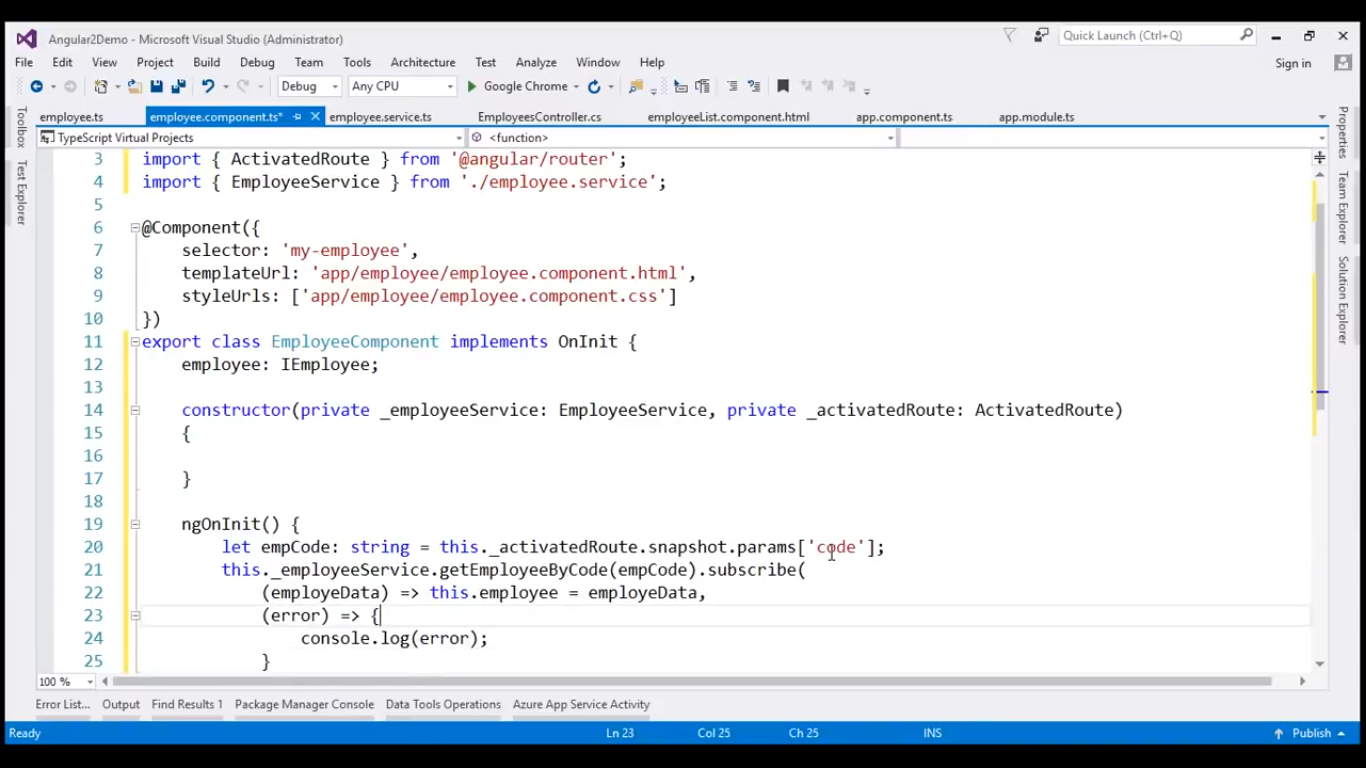 Angular2Demo - Microsoft Visual Studio (Administrator)
Quick Launch (Ctrl+Q)
File Edit View Project Build Debug Team Tools Architecture Test Analyze Window Help
Sign in
Debug Any CPU Google Chrome
employee.ts employee.component.ts* employee.service.ts EmployeesController.cs employeeList.component.html app.component.ts app.module.ts
TypeScript Virtual Projects <function>
Toolbox
Test Explorer
3 import { ActivatedRoute } from '@angular/router';
4 import { EmployeeService } from './employee.service';
5
6 @Component({
7 selector: 'my-employee',
8 templateUrl: 'app/employee/employee.component.html',
9 styleUrls: ['app/employee/employee.component.css']
10 })
11 export class EmployeeComponent implements OnInit {
12 employee: IEmployee;
13
14 constructor(private _employeeService: EmployeeService, private _activatedRoute: ActivatedRoute)
15 {
16
17 }
18
19 ngOnInit() {
20 let empCode: string = this._activatedRoute.snapshot.params['code'];
21 this._employeeService.getEmployeeByCode(empCode).subscribe(
22 (employeData) => this.employee = employeData,
23 (error) => {
24 console.log(error);
25 }
Properties
Team Explorer
Solution Explorer
100 %
Error List... Output Find Results 1 Package Manager Console Data Tools Operations Azure App Service Activity
Ready Ln 23 Col 25 Ch 25 INS Publish